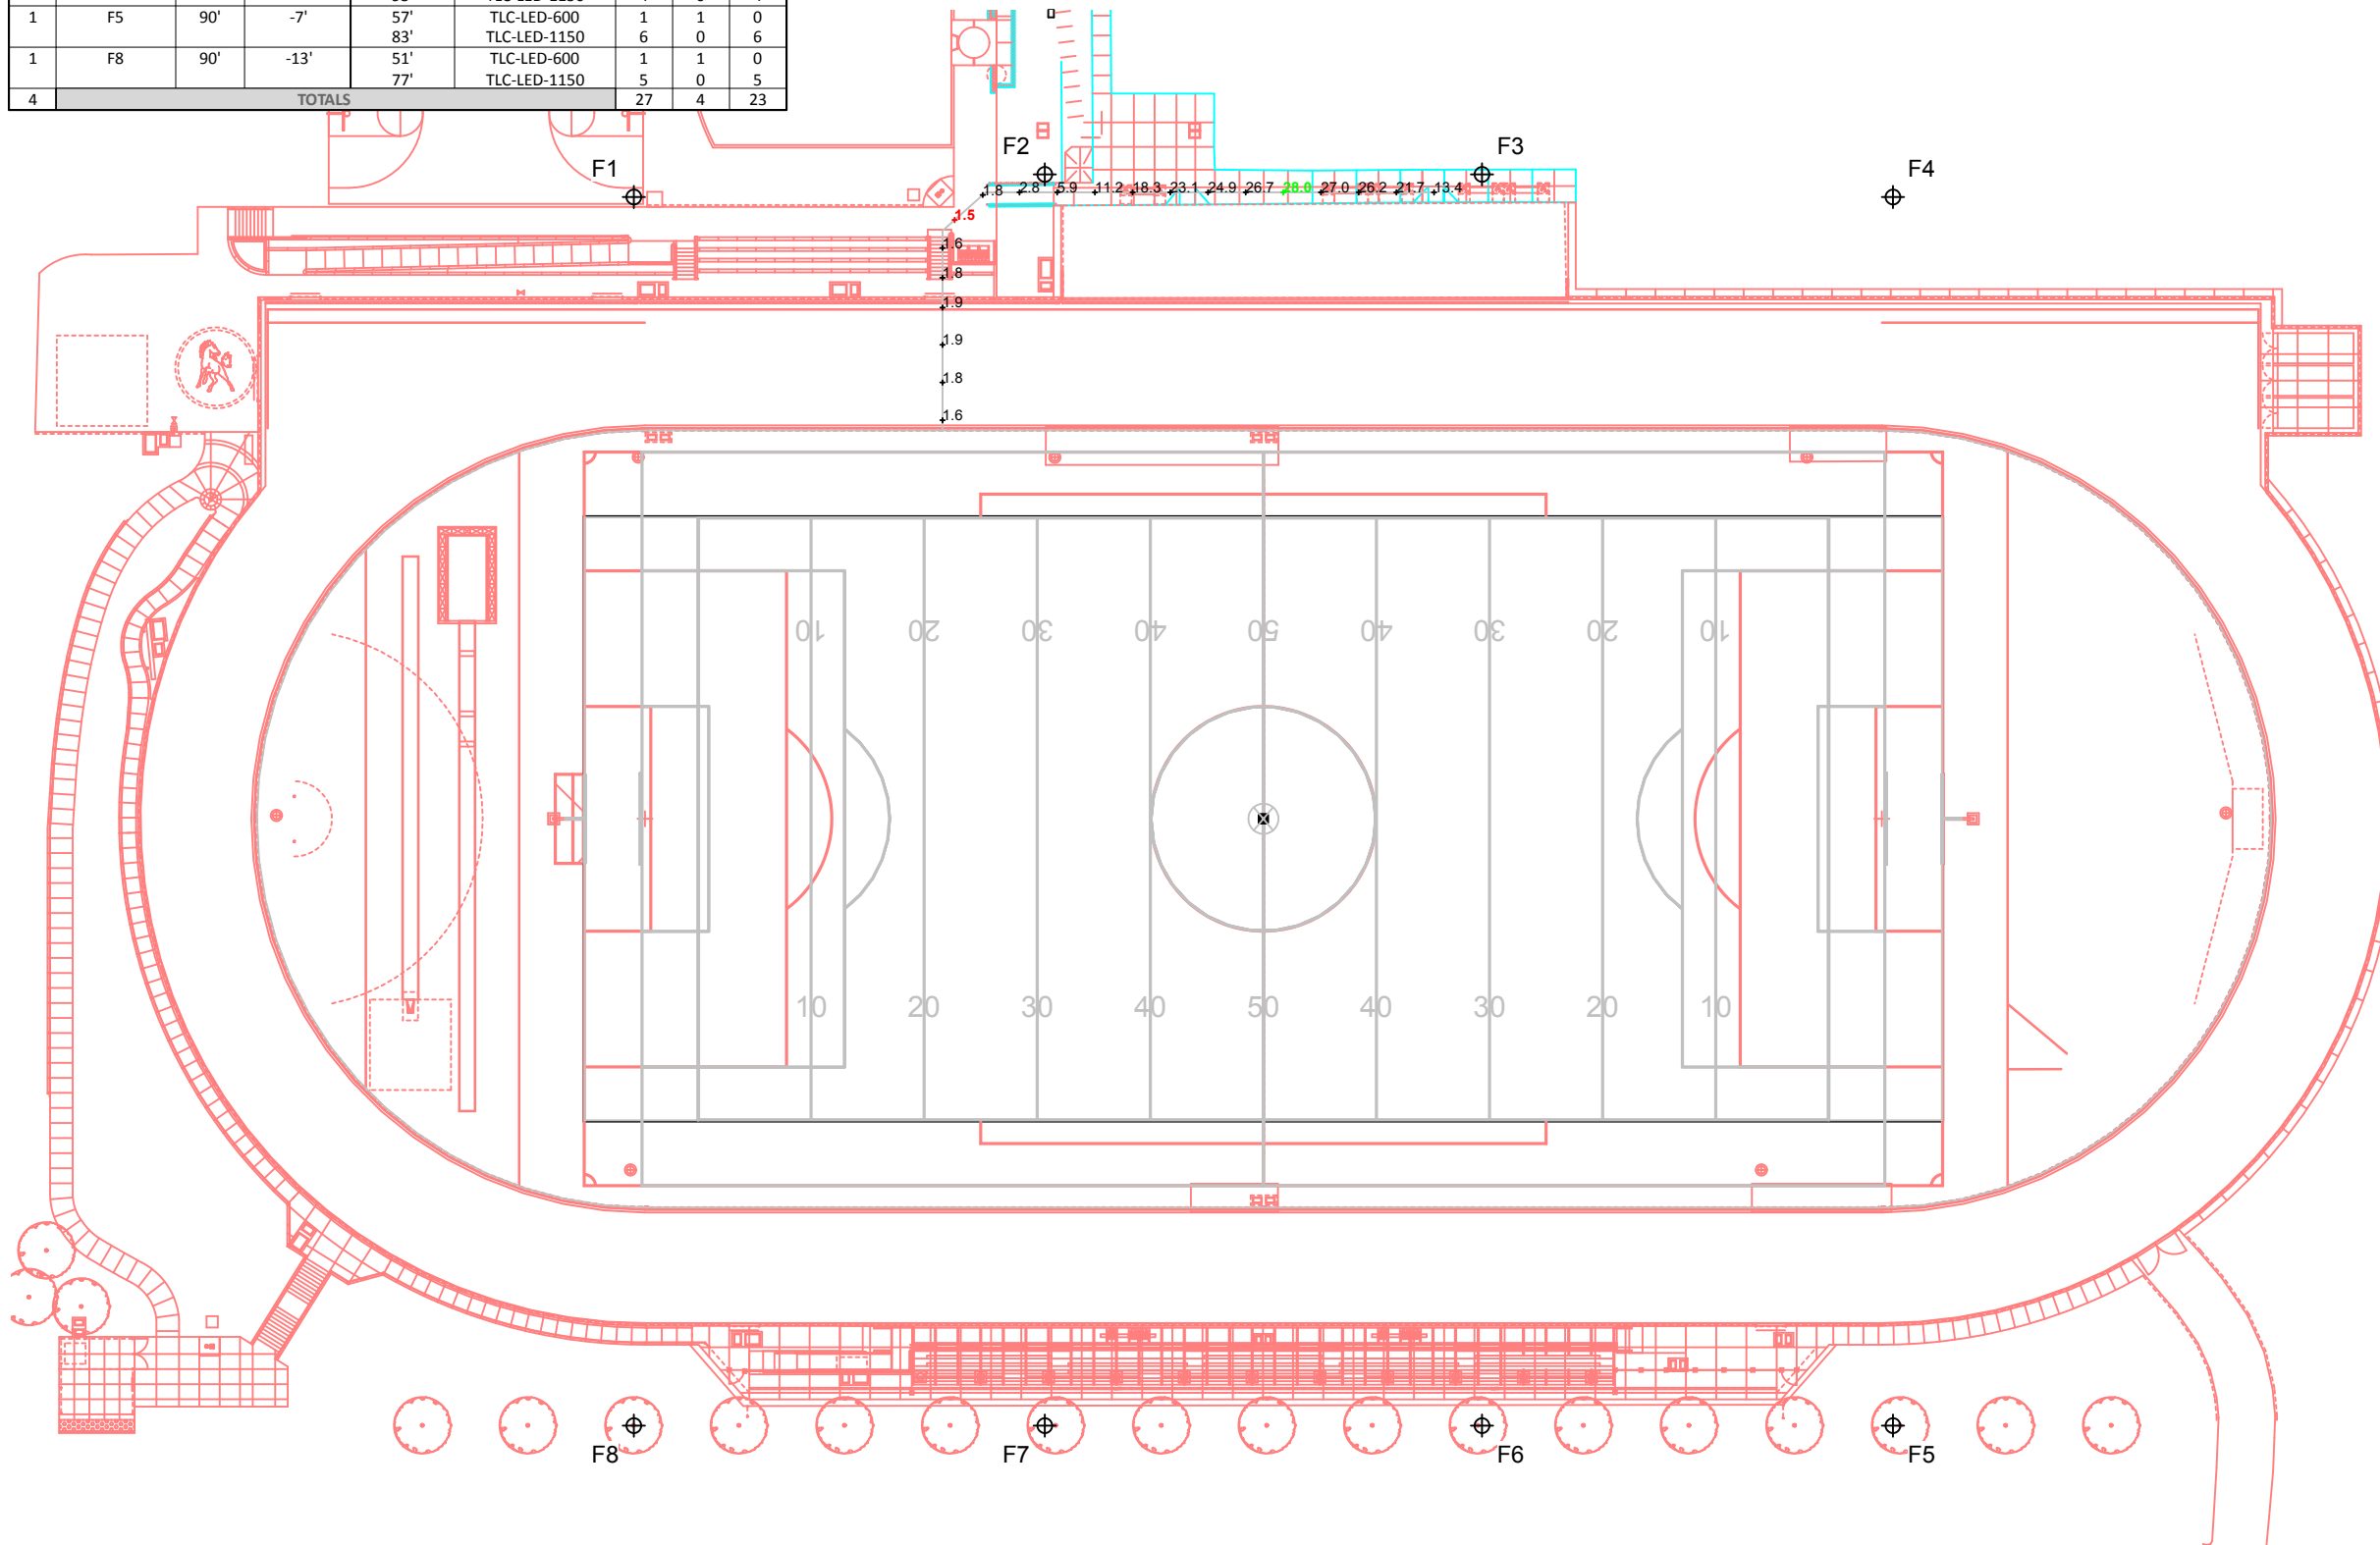 1 F5 90' -7' 57' TLC-LED-600 1 1 0
83' TLC-LED-1150 6 0 6
1 F8 90' -13' 51' TLC-LED-600 1 1 0
77' TLC-LED-1150 5 0 5
4 TOTALS 27 4 23
F1 F2 F3 F4
1.8 2.8 5.9 11.2 18.3 23.1 24.9 26.7 28.0 27.0 26.2 21.7 13.4
1.5
1.6
1.8
1.9
1.9
1.8
1.6
10 20 30 40 50 40 30 20 10
10 20 30 40 50 40 30 20 10
F8 F7 F6 F5